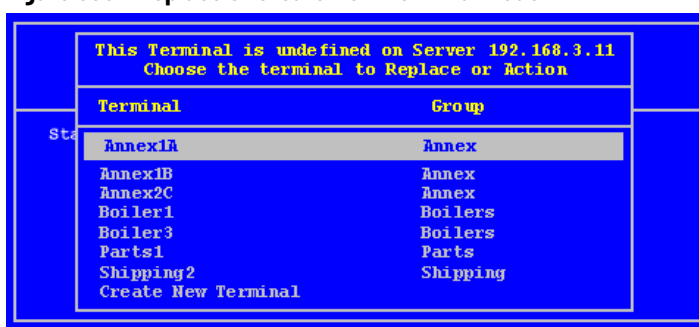 This Terminal is undefined on Server 192.168.3.11
Choose the terminal to Replace or Action
Terminal Group
Sta
Annex1A Annex
Annex1B Annex
Annex2C Annex
Boiler1 Boilers
Boiler3 Boilers
Parts1 Parts
Shipping2 Shipping
Create New Terminal